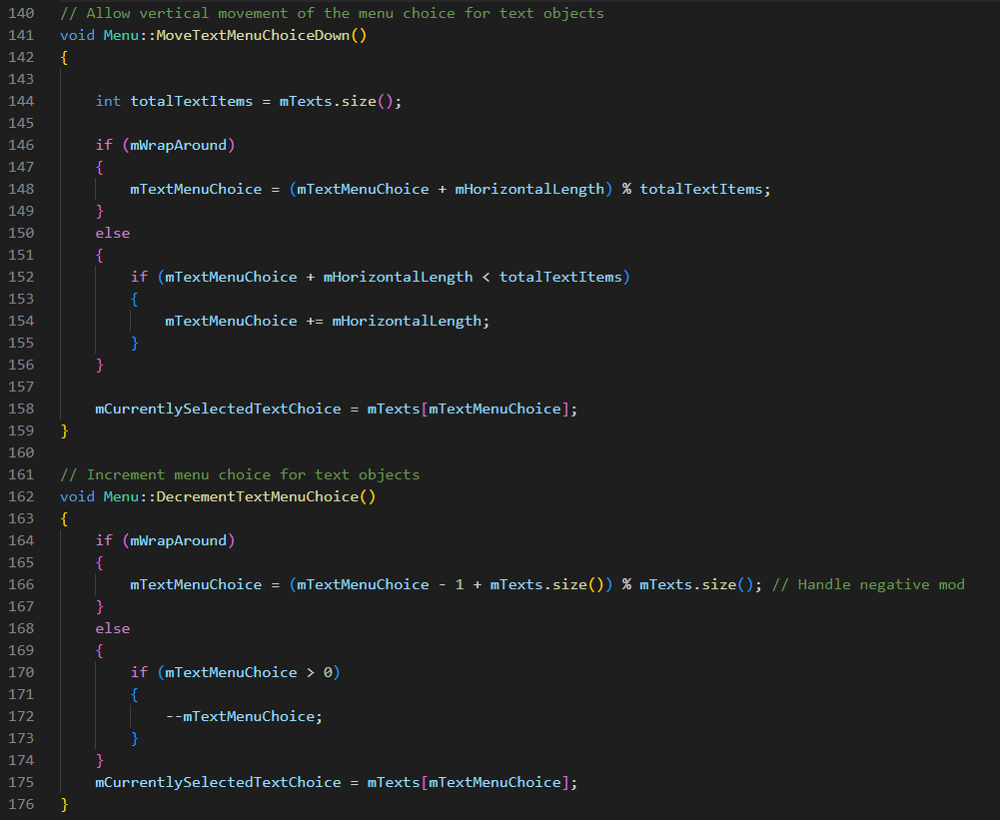 140 // Allow vertical movement of the menu choice for text objects
141 void Menu::MoveTextMenuChoiceDown()
142 {
143
144     int totalTextItems = mTexts.size();
145
146     if (mWrapAround)
147     {
148         mTextMenuChoice = (mTextMenuChoice + mHorizontalLength) % totalTextItems;
149     }
150     else
151     {
152         if (mTextMenuChoice + mHorizontalLength < totalTextItems)
153         {
154             mTextMenuChoice += mHorizontalLength;
155         }
156     }
157
158     mCurrentlySelectedTextChoice = mTexts[mTextMenuChoice];
159 }
160
161 // Increment menu choice for text objects
162 void Menu::DecrementTextMenuChoice()
163 {
164     if (mWrapAround)
165     {
166         mTextMenuChoice = (mTextMenuChoice - 1 + mTexts.size()) % mTexts.size(); // Handle negative mod
167     }
168     else
169     {
170         if (mTextMenuChoice > 0)
171         {
172             --mTextMenuChoice;
173         }
174     }
175     mCurrentlySelectedTextChoice = mTexts[mTextMenuChoice];
176 }